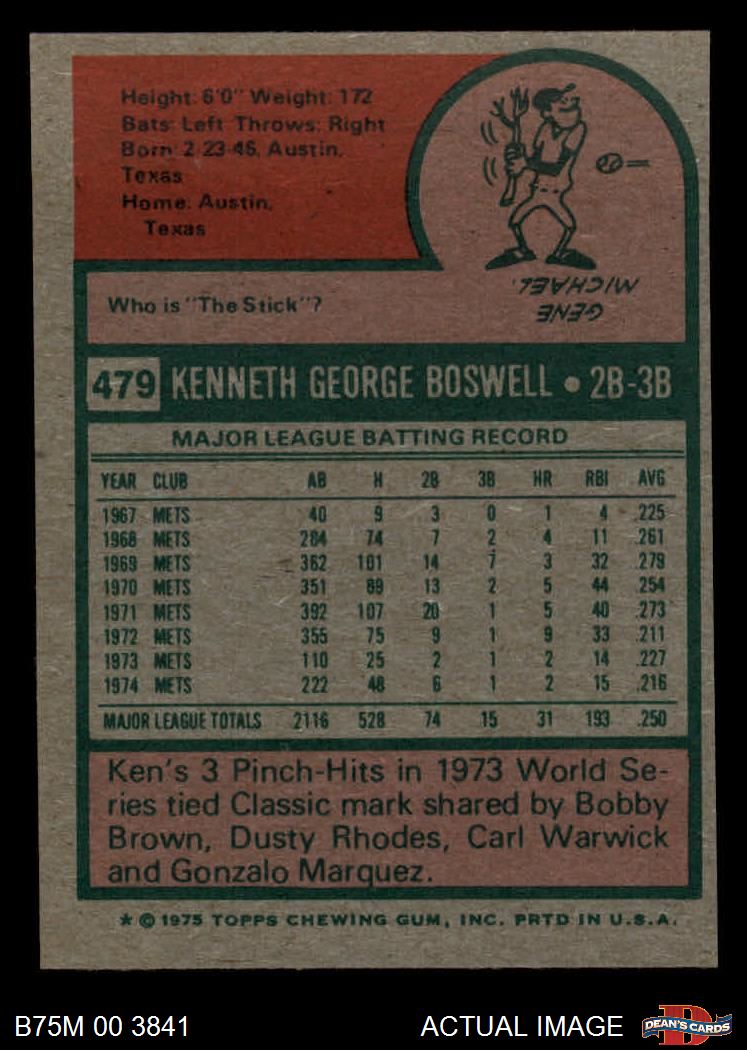 Height: 6'0" Weight: 172
Bats: Left Throws: Right
Born 2-23-46, Austin,
Texas
Home: Austin,
Texas
GENE
MICHAEL.
Who is "The Stick"?
479 KENNETH GEORGE BOSWELL • 2B-3B
MAJOR LEAGUE BATTING RECORD
YEAR CLUB AB H 2B 3B HR RBI AVG
1967 METS 40 9 3 0 1 4 .225
1968 METS 284 74 7 2 4 11 .261
1969 METS 362 101 14 7 3 32 .279
1970 METS 351 89 13 2 5 44 .254
1971 METS 392 107 20 1 5 40 .273
1972 METS 355 75 9 1 9 33 .211
1973 METS 110 25 2 1 2 14 .227
1974 METS 222 48 6 1 2 15 .216
MAJOR LEAGUE TOTALS 2116 528 74 15 31 193 .250
Ken's 3 Pinch-Hits in 1973 World Se-
ries tied Classic mark shared by Bobby
Brown, Dusty Rhodes, Carl Warwick
and Gonzalo Marquez.
* © 1975 TOPPS CHEWING GUM, INC. PRTD IN U.S.A.
B75M 00 3841 ACTUAL IMAGE DEAN'S CARDS